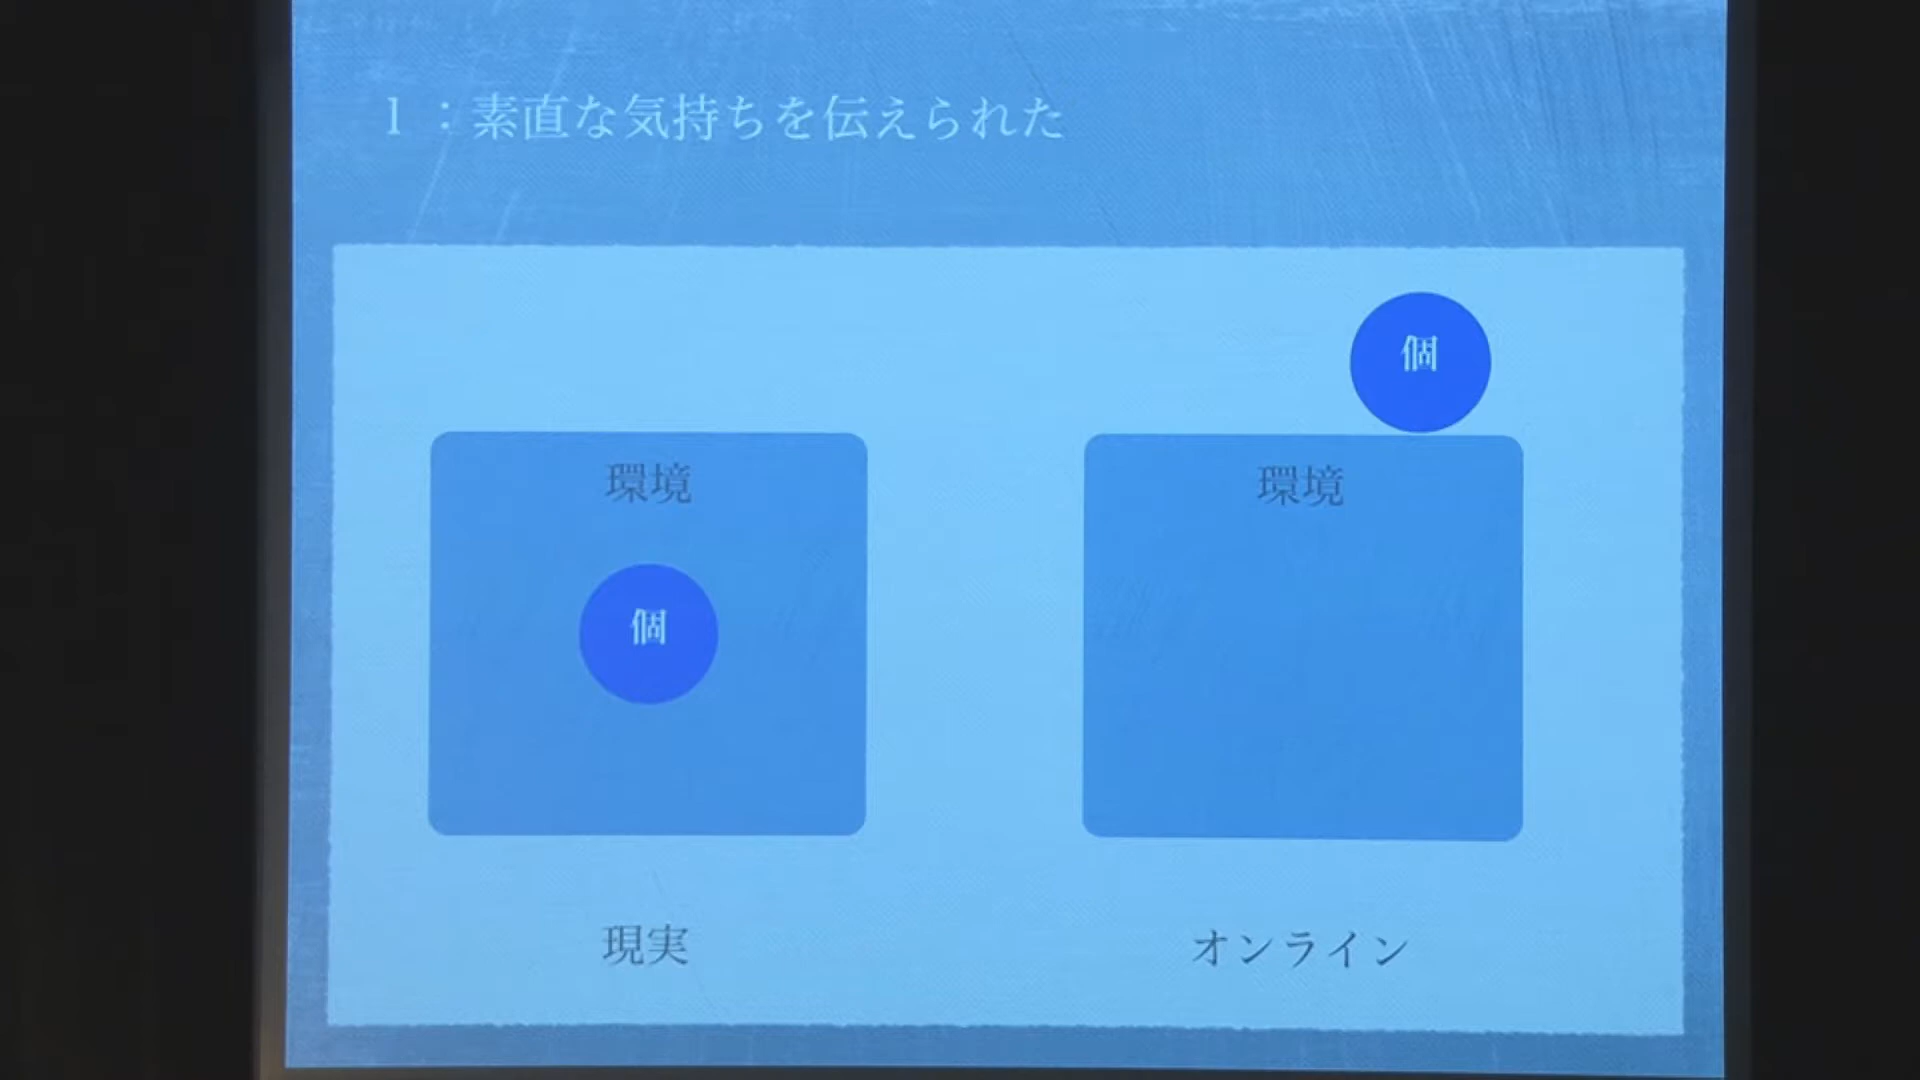 1：素直な気持ちを伝えられた
個
環境
環境
個
現実
オンライン